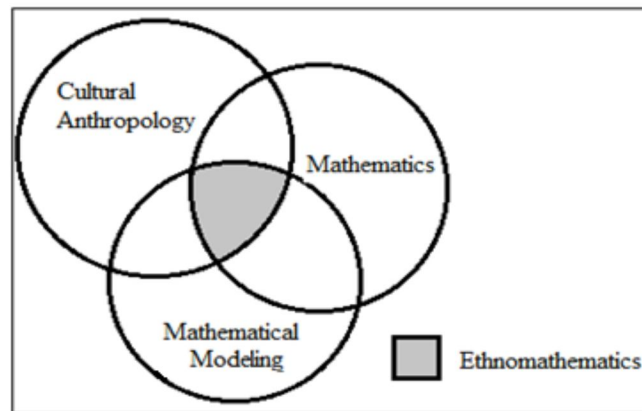 Cultural
Anthropology
Mathematics
Mathematical
Modeling
Ethnomathematics